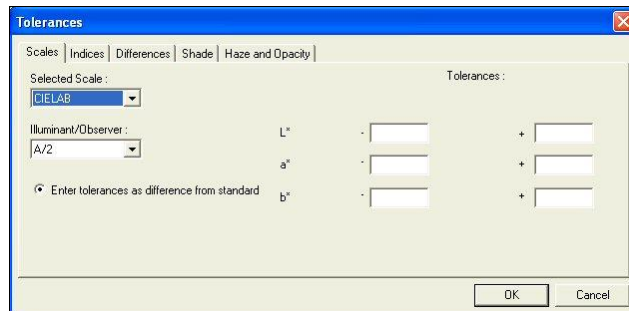 Tolerances
Scales Indices Differences Shade Haze and Opacity
Selected Scale :
Tolerances :
CIELAB
Illuminant/Observer :
L* - +
A/2
a* - +
Enter tolerances as difference from standard
b* - +
OK Cancel